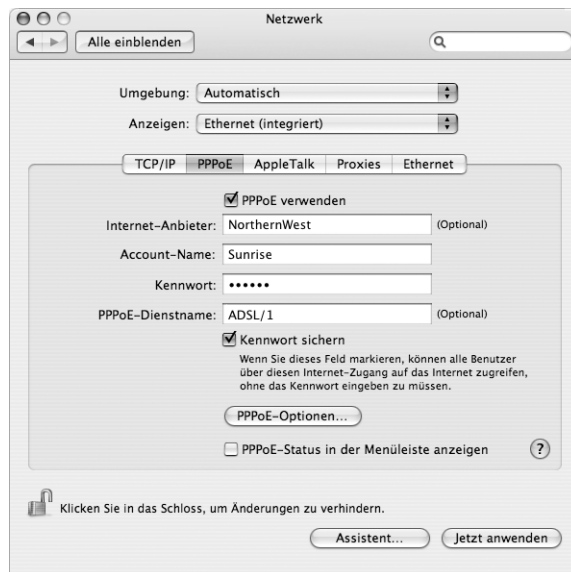 Netzwerk
Alle einblenden
Umgebung: Automatisch
Anzeigen: Ethernet (integriert)
TCP/IP PPPoE AppleTalk Proxies Ethernet
PPPoE verwenden
Internet-Anbieter: NorthernWest (Optional)
Account-Name: Sunrise
Kennwort: ••••••
PPPoE-Dienstname: ADSL/1 (Optional)
Kennwort sichern
Wenn Sie dieses Feld markieren, können alle Benutzer
über diesen Internet-Zugang auf das Internet zugreifen,
ohne das Kennwort eingeben zu müssen.
PPPoE-Optionen...
PPPoE-Status in der Menüleiste anzeigen ?
Klicken Sie in das Schloss, um Änderungen zu verhindern.
Assistent... Jetzt anwenden